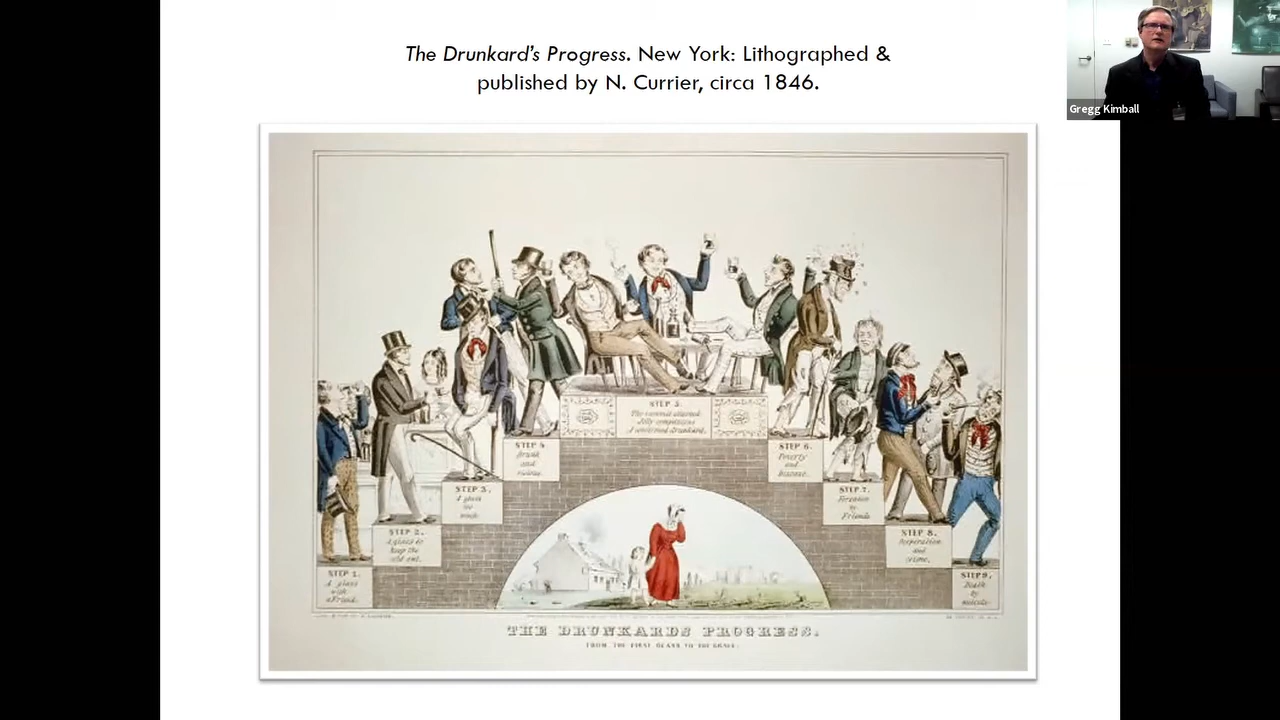 The Drunkard's Progress. New York: Lithographed &
published by N. Currier, circa 1846.
Gregg Kimball
STEP 5.
The summit attained.
Jolly companions
A confirmed Drunkard.
STEP 4
Drunk
and
riotous.
STEP 6.
Poverty
and
Disease.
STEP 3.
A glass
too
much.
STEP 7.
Forsaken
by
Friends
STEP 2.
A glass to
keep the
cold out.
STEP 8.
Desperation
and
crime.
STEP 1.
A glass
with
a Friend.
STEP 9.
Death
by
suicide.
THE DRUNKARDS PROGRESS.
FROM THE FIRST GLASS TO THE GRAVE.